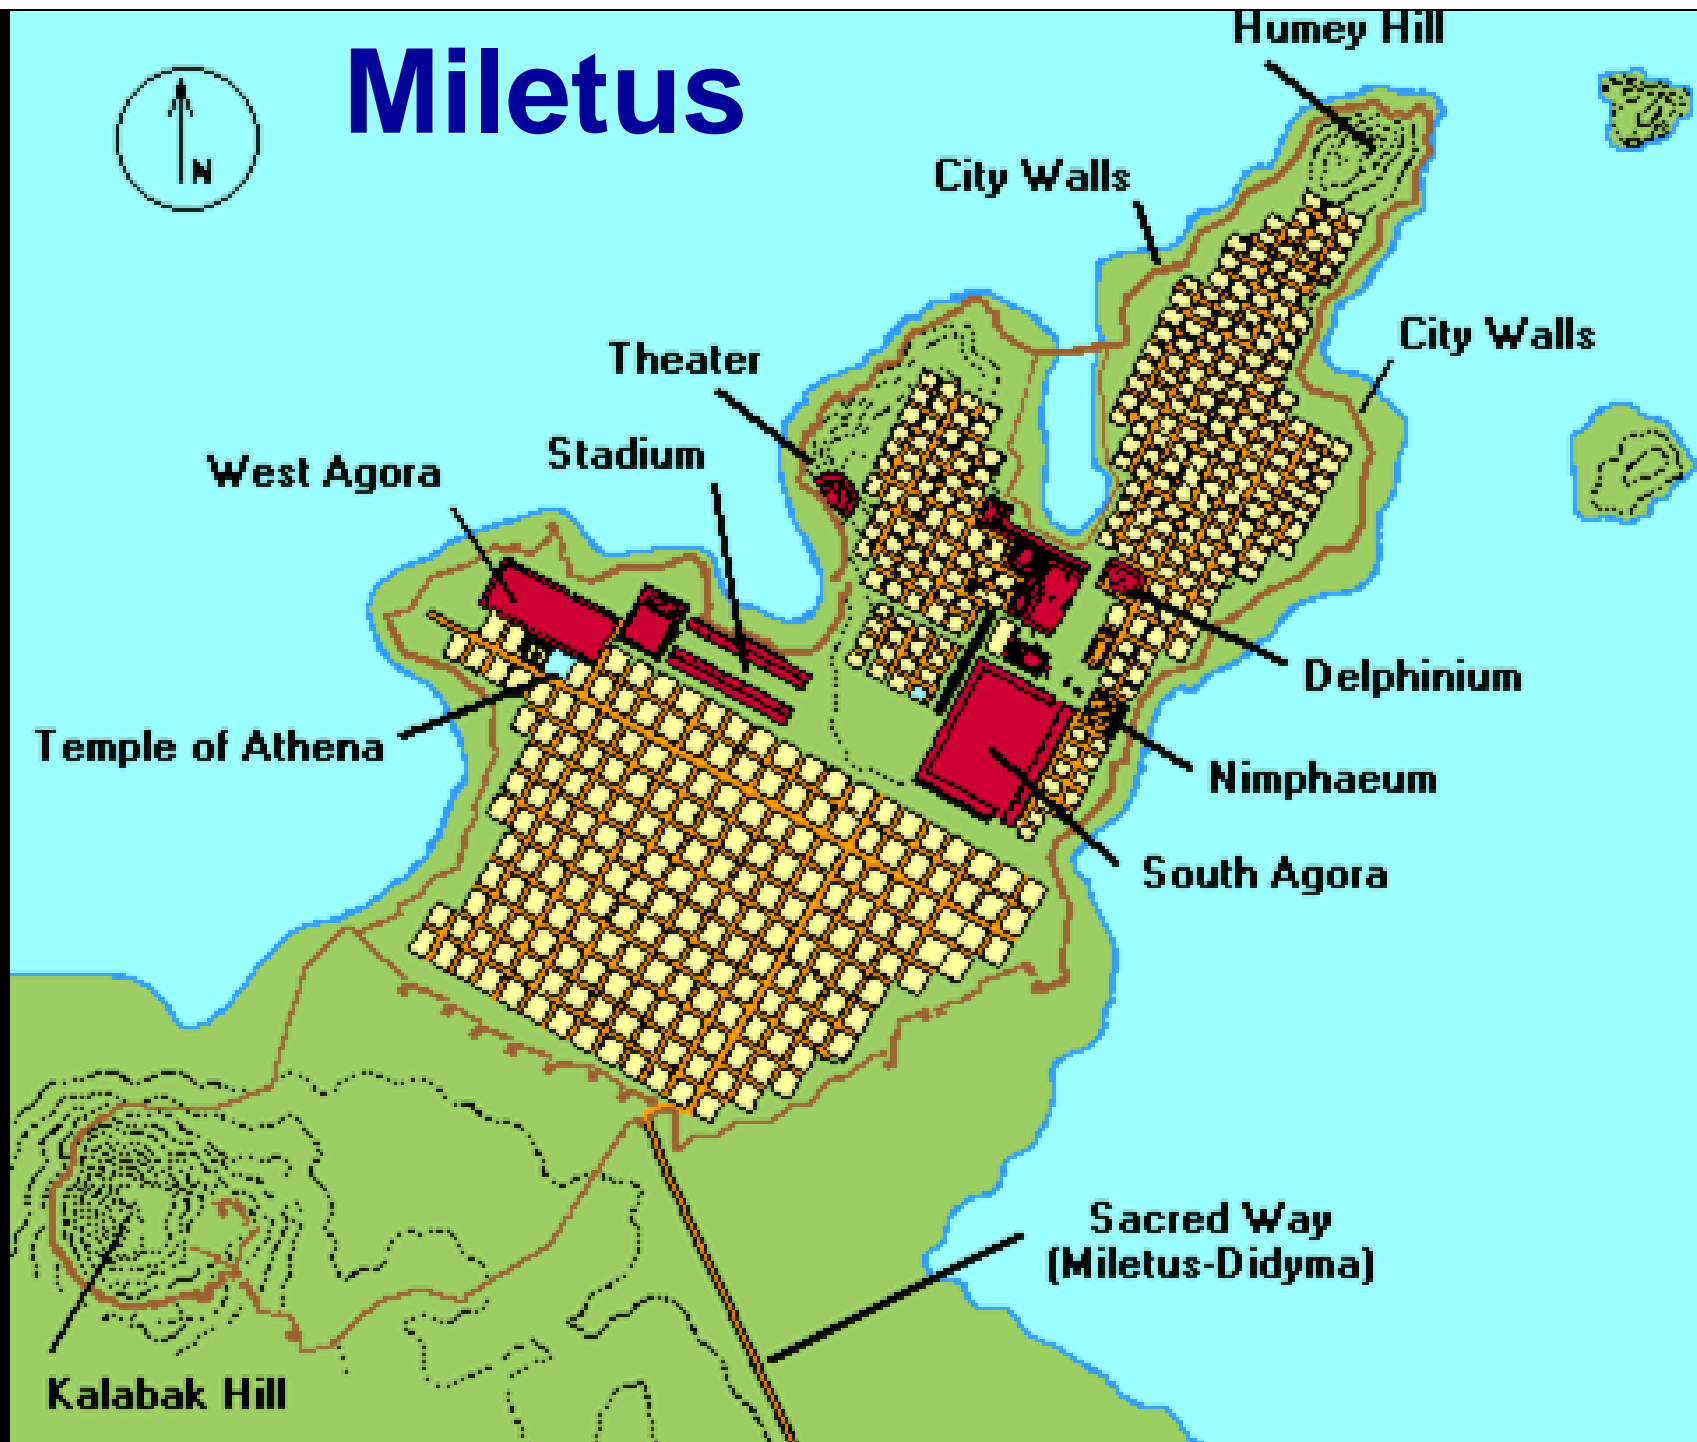 Humey Hill
Miletus
N
City Walls
City Walls
Theater
Stadium
West Agora
Delphinium
Temple of Athena
Nimphaeum
South Agora
Sacred Way
(Miletus-Didyma)
Kalabak Hill